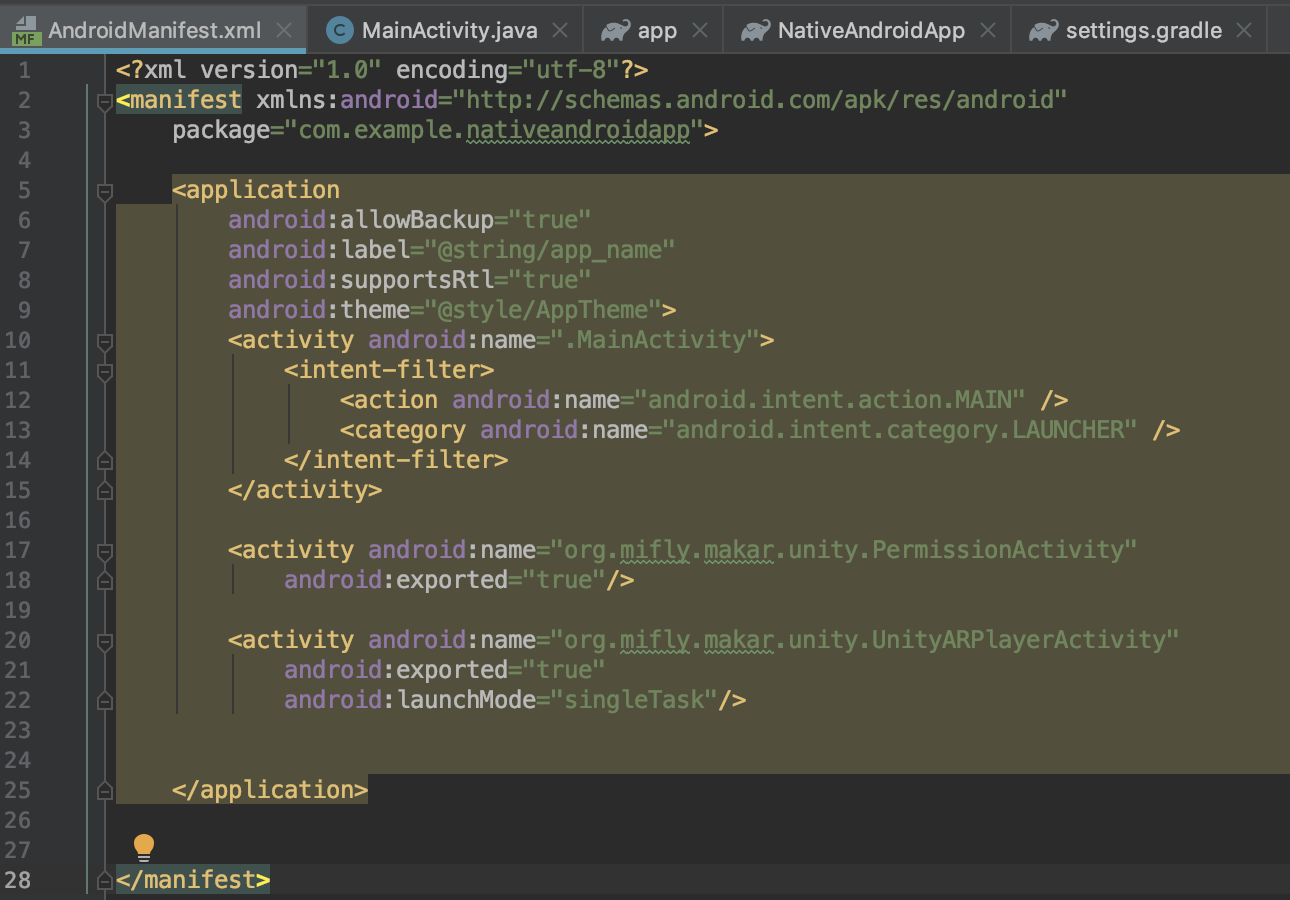 MF AndroidManifest.xml C MainActivity.java app NativeAndroidApp settings.gradle
1 <?xml version="1.0" encoding="utf-8"?>
2 <manifest xmlns:android="http://schemas.android.com/apk/res/android"
3     package="com.example.nativeandroidapp">
4
5     <application
6         android:allowBackup="true"
7         android:label="@string/app_name"
8         android:supportsRtl="true"
9         android:theme="@style/AppTheme">
10         <activity android:name=".MainActivity">
11             <intent-filter>
12                 <action android:name="android.intent.action.MAIN" />
13                 <category android:name="android.intent.category.LAUNCHER" />
14             </intent-filter>
15         </activity>
16
17         <activity android:name="org.mifly.makar.unity.PermissionActivity"
18             android:exported="true"/>
19
20         <activity android:name="org.mifly.makar.unity.UnityARPlayerActivity"
21             android:exported="true"
22             android:launchMode="singleTask"/>
23
24
25     </application>
26
27
28 </manifest>